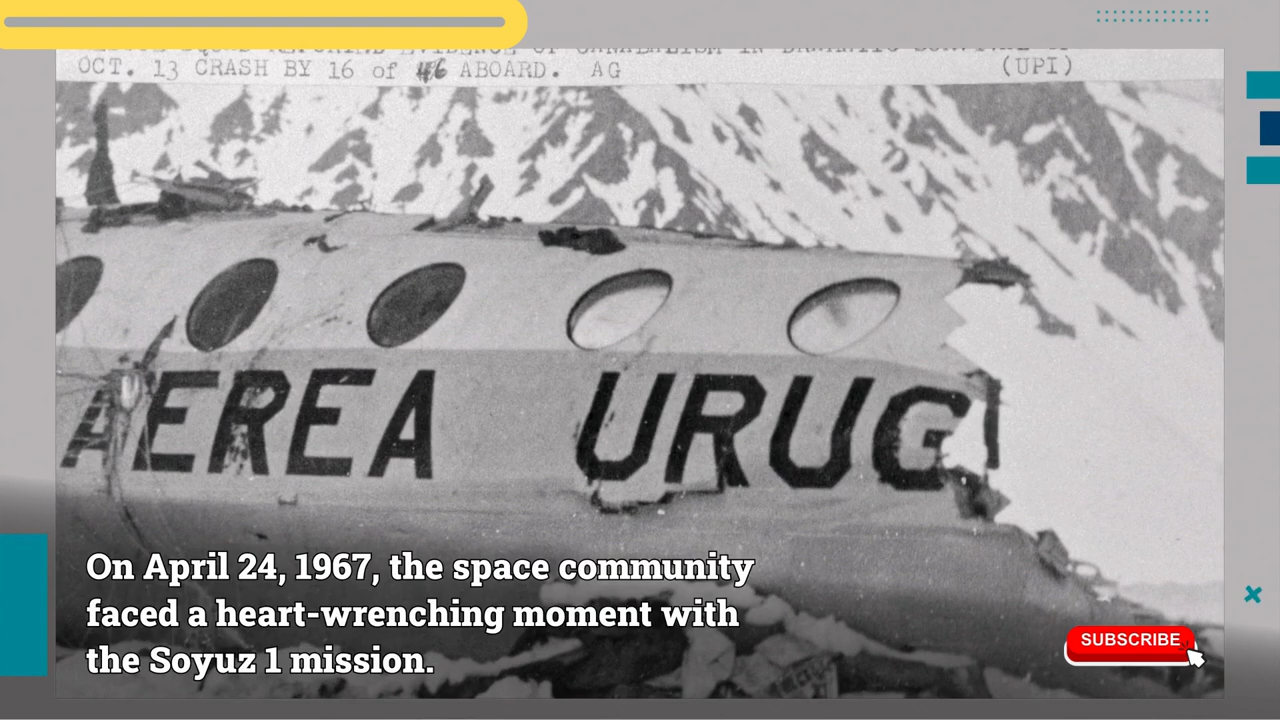 OCT. 13 CRASH BY 16 of 46 ABOARD. AG (UPI)
AEREA URUG
On April 24, 1967, the space community
faced a heart-wrenching moment with
the Soyuz 1 mission.
SUBSCRIBE